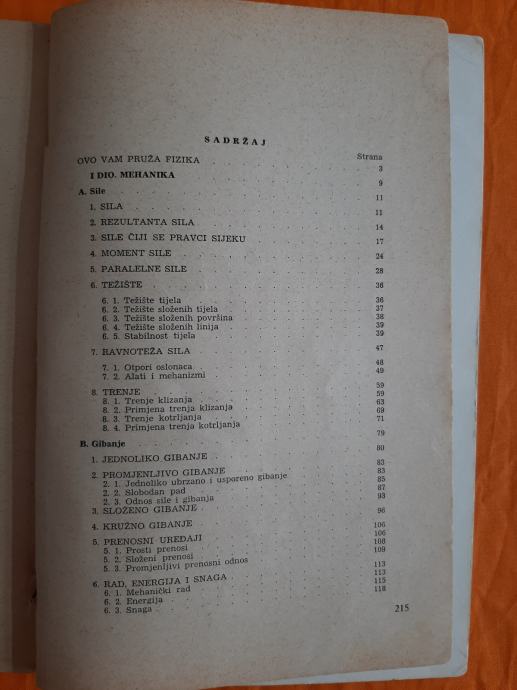 SADRŽAJ
Strana
OVO VAM PRUŽA FIZIKA . . . . . . . 3
I DIO. MEHANIKA . . . . . . . 9
A. Sile . . . . . . . 11
1. SILA . . . . . . . 11
2. REZULTANTA SILA . . . . . . . 14
3. SILE ČIJI SE PRAVCI SIJEKU . . . . . . . 17
4. MOMENT SILE . . . . . . . 24
5. PARALELNE SILE . . . . . . . 28
6. TEŽIŠTE . . . . . . . 36
6. 1. Težište tijela . . . . . . . 36
6. 2. Težište složenih tijela . . . . . . . 37
6. 3. Težište složenih površina . . . . . . . 38
6. 4. Težište složenih linija . . . . . . . 39
6. 5. Stabilnost tijela . . . . . . . 39
7. RAVNOTEŽA SILA . . . . . . . 47
7. 1. Otpori oslonaca . . . . . . . 48
7. 2. Alati i mehanizmi . . . . . . . 49
8. TRENJE . . . . . . . 59
8. 1. Trenje klizanja . . . . . . . 59
8. 2. Primjena trenja klizanja . . . . . . . 63
8. 3. Trenje kotrljanja . . . . . . . 69
8. 4. Primjena trenja kotrljanja . . . . . . . 71
B. Gibanje . . . . . . . 79
1. JEDNOLIKO GIBANJE . . . . . . . 80
2. PROMJENLJIVO GIBANJE . . . . . . . 83
2. 1. Jednoliko ubrzano i usporeno gibanje . . . . . . . 83
2. 2. Slobodan pad . . . . . . . 85
2. 3. Odnos sile i gibanja . . . . . . . 87
3. SLOŽENO GIBANJE . . . . . . . 93
4. KRUŽNO GIBANJE . . . . . . . 96
5. PRENOSNI UREĐAJI . . . . . . . 106
5. 1. Prosti prenosi . . . . . . . 106
5. 2. Složeni prenosi . . . . . . . 108
5. 3. Promjenljivi prenosni odnos . . . . . . . 109
6. RAD, ENERGIJA I SNAGA . . . . . . . 113
6. 1. Mehanički rad . . . . . . . 113
6. 2. Energija . . . . . . . 115
6. 3. Snaga . . . . . . . 118
215